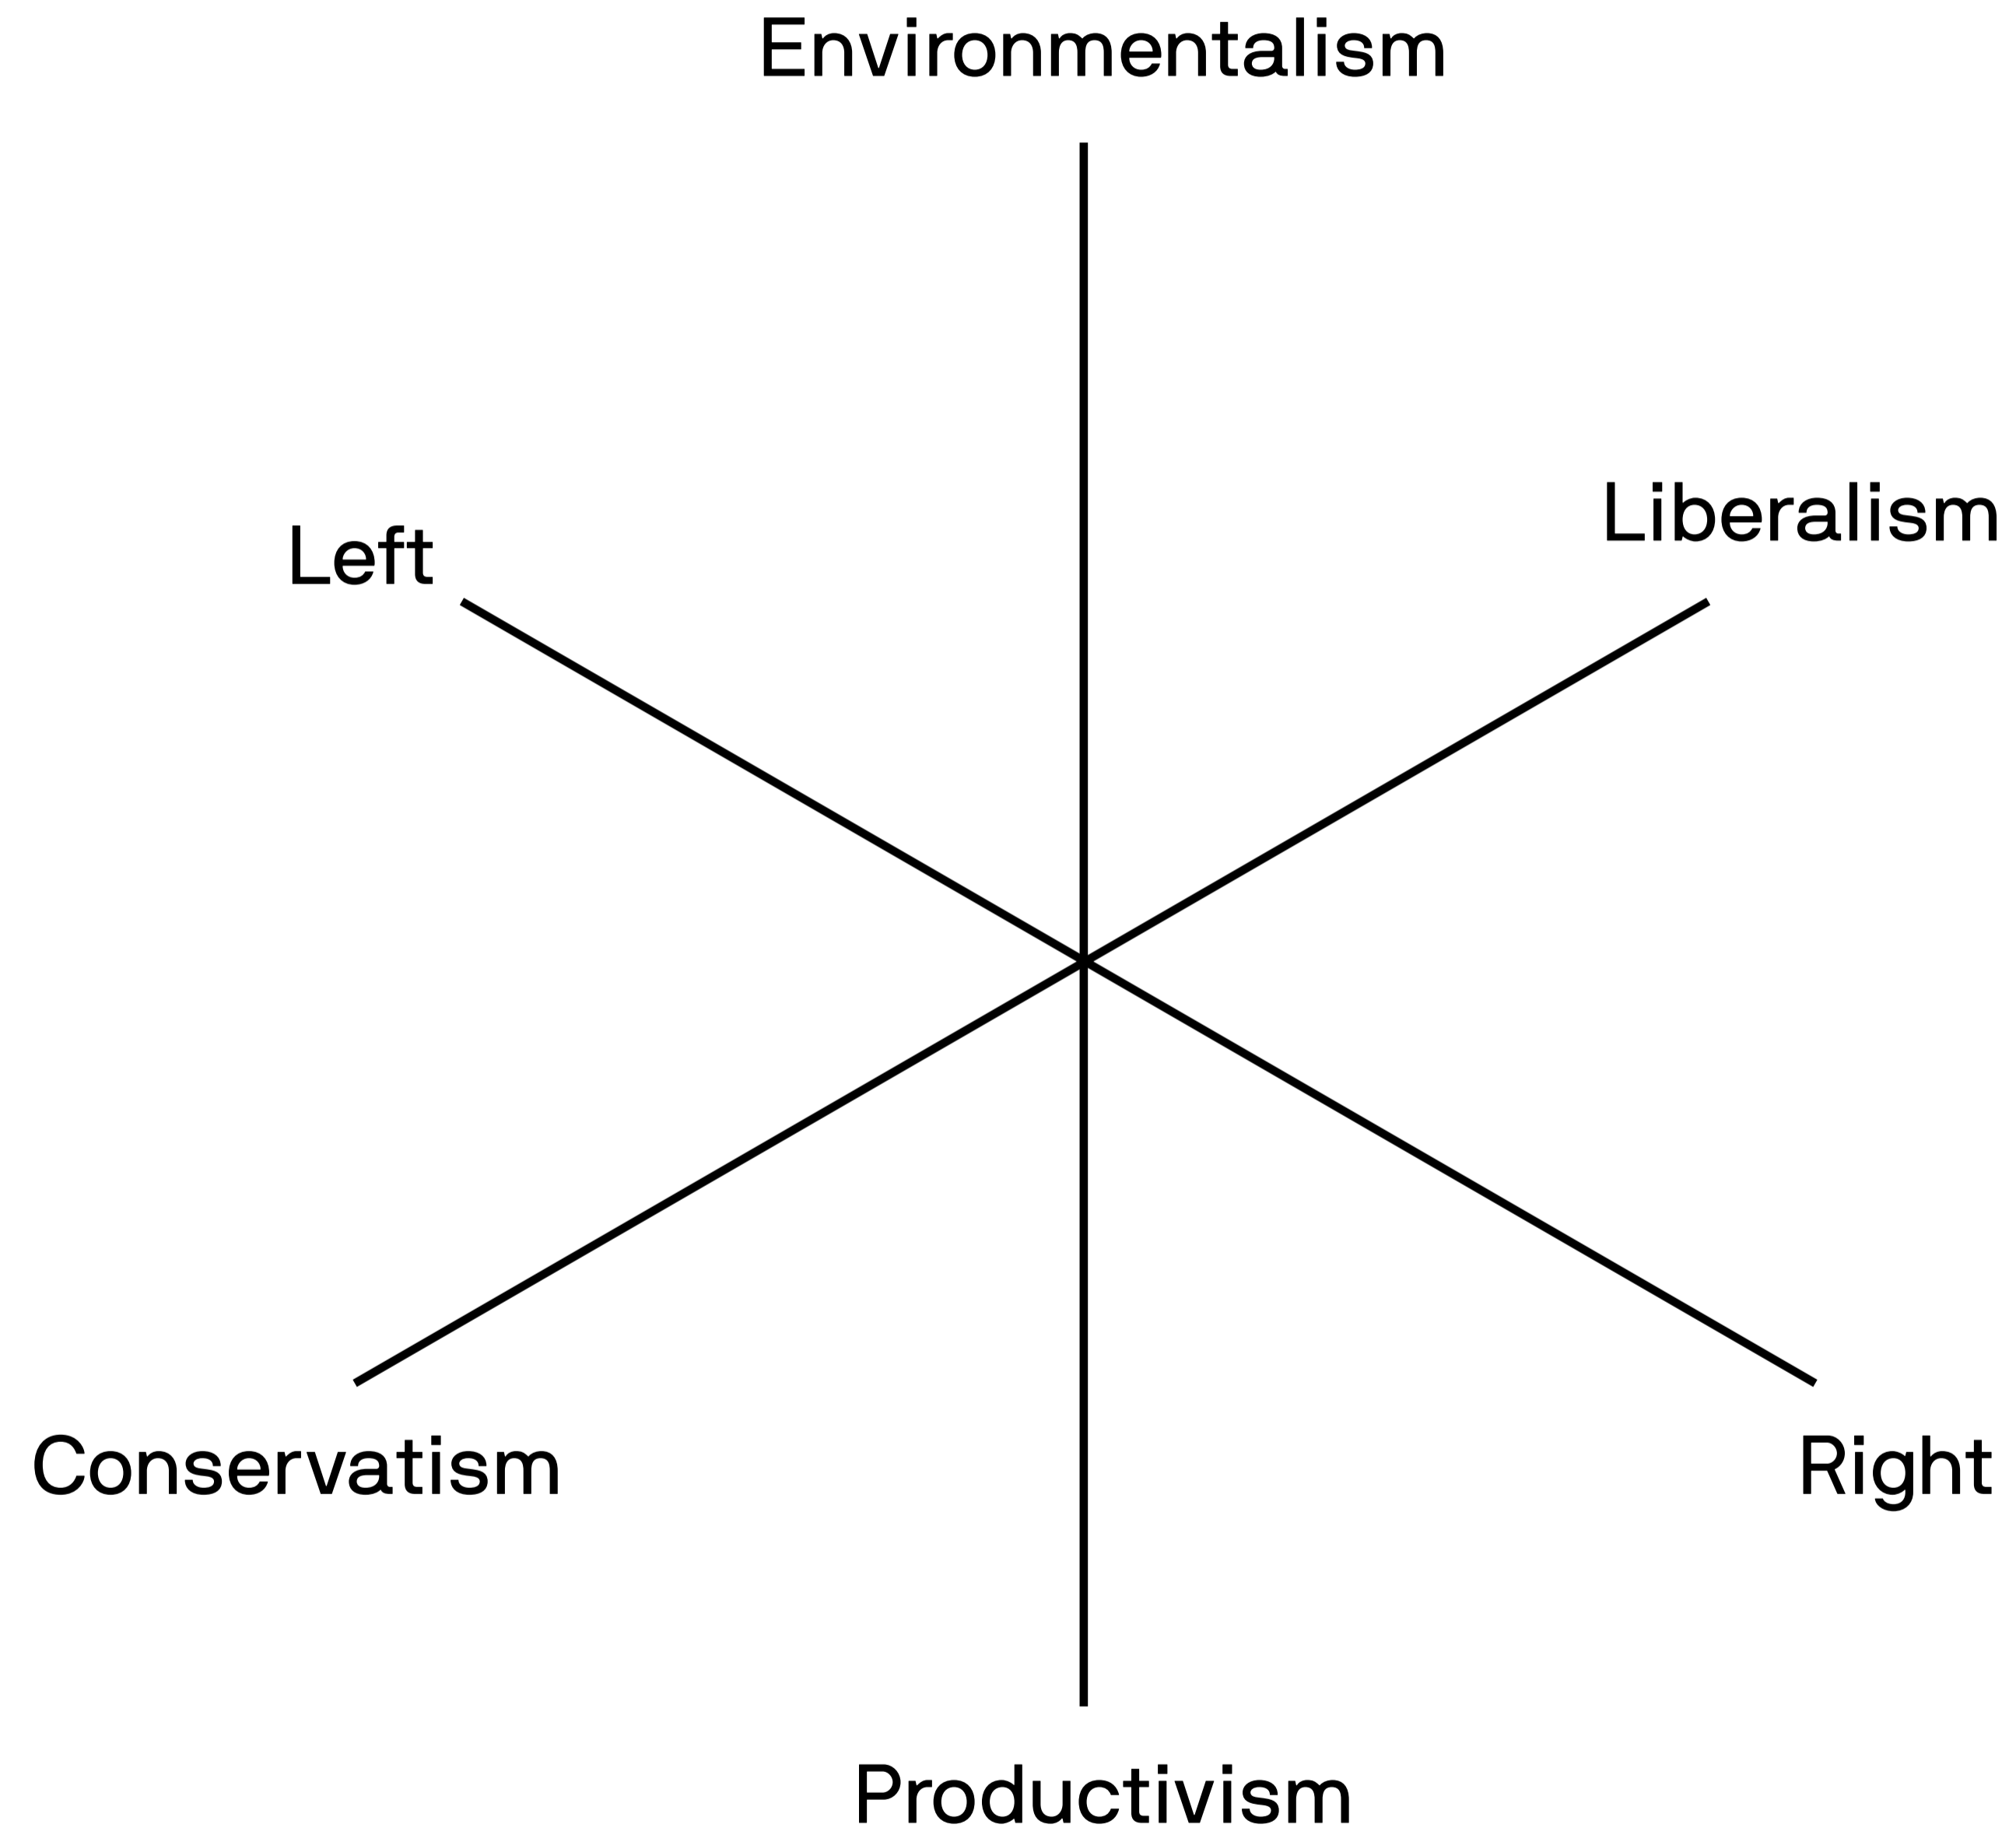 Environmentalism
Liberalism
Left
Conservatism
Right
Productivism